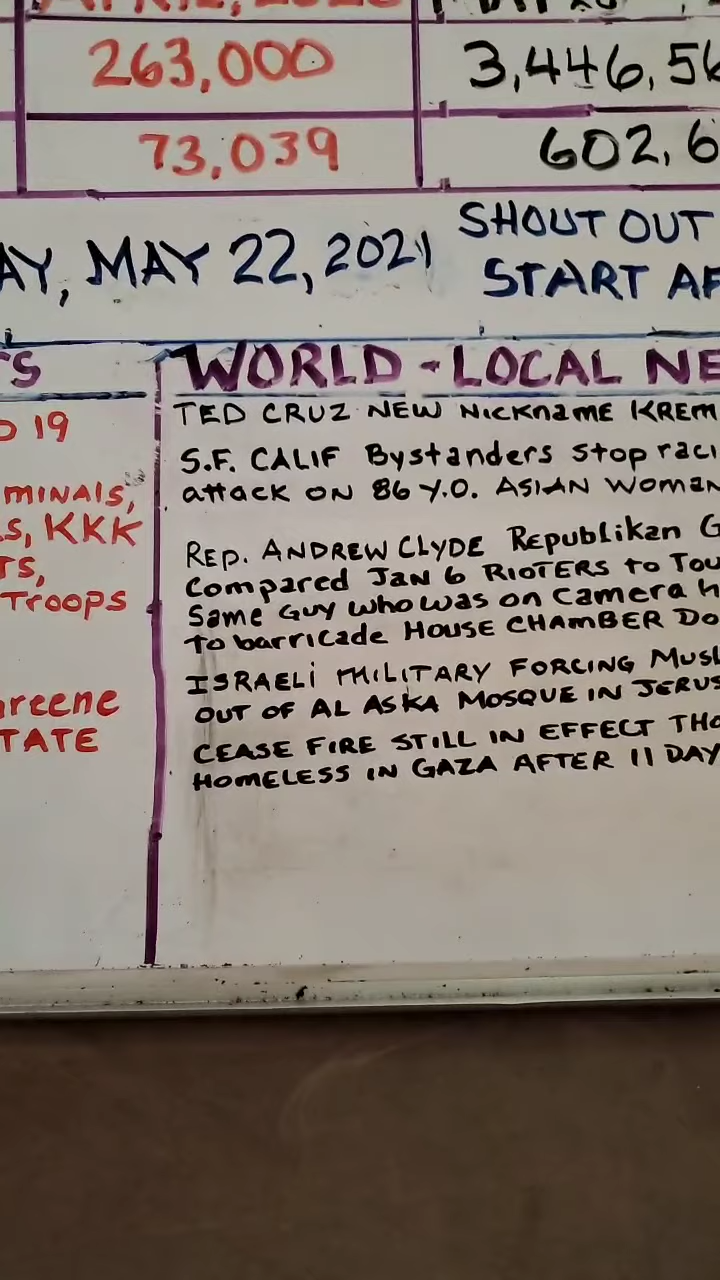 263,000 3,446,56
73,039 602,6
AY, MAY 22, 2021 SHOUT OUT
START AF
TS WORLD - LOCAL NE
D 19
MINALS,
S, KKK
TS,
TROOPS
areene
TATE
TED CRUZ NEW NickName KREM
S.F. CALIF Bystanders Stop raci
attack on 86 Y.O. ASIAN Woman
REP. ANDREW CLYDE Republikan G
Compared Jan 6 RIOTERS to Tou
Same Guy who was on camera h
To barricade HOUSE CHAMBER Do
ISRAELi MILITARY FORCING Musl
OUT OF AL ASKA MOSQUE IN JERUS
CEASE FIRE STILL IN EFFECT THO
HOMELESS IN GAZA AFTER 11 DAY